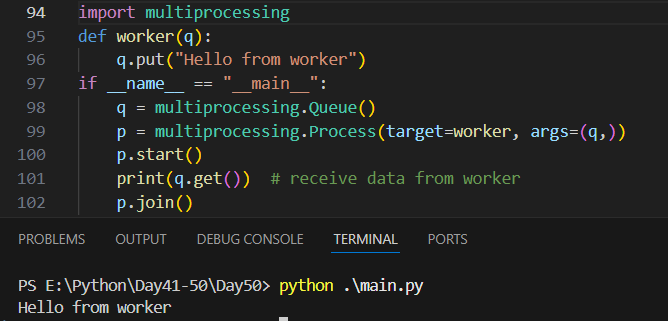 94 import multiprocessing
95 def worker(q):
96     q.put("Hello from worker")
97 if __name__ == "__main__":
98     q = multiprocessing.Queue()
99     p = multiprocessing.Process(target=worker, args=(q,))
100     p.start()
101     print(q.get())  # receive data from worker
102     p.join()
PROBLEMS OUTPUT DEBUG CONSOLE TERMINAL PORTS
PS E:\Python\Day41-50\Day50> python .\main.py
Hello from worker